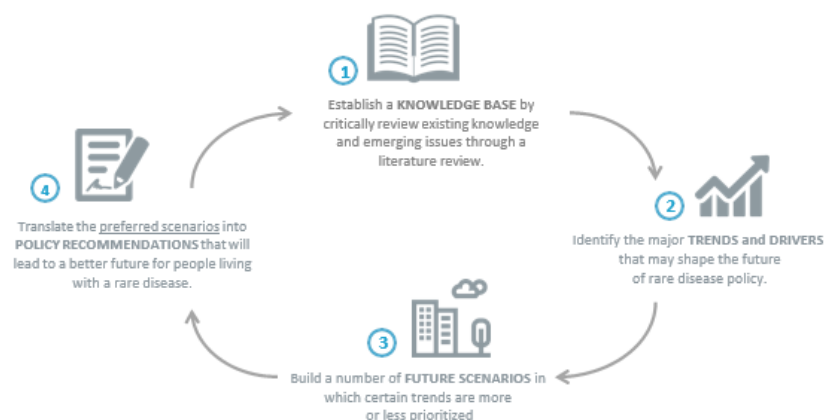 1
Establish a KNOWLEDGE BASE by
critically review existing knowledge
and emerging issues through a
literature review.
2
Identify the major TRENDS and DRIVERS
that may shape the future
of rare disease policy.
3
Build a number of FUTURE SCENARIOS in
which certain trends are more
or less prioritized
4
Translate the preferred scenarios into
POLICY RECOMMENDATIONS that will
lead to a better future for people living
with a rare disease.